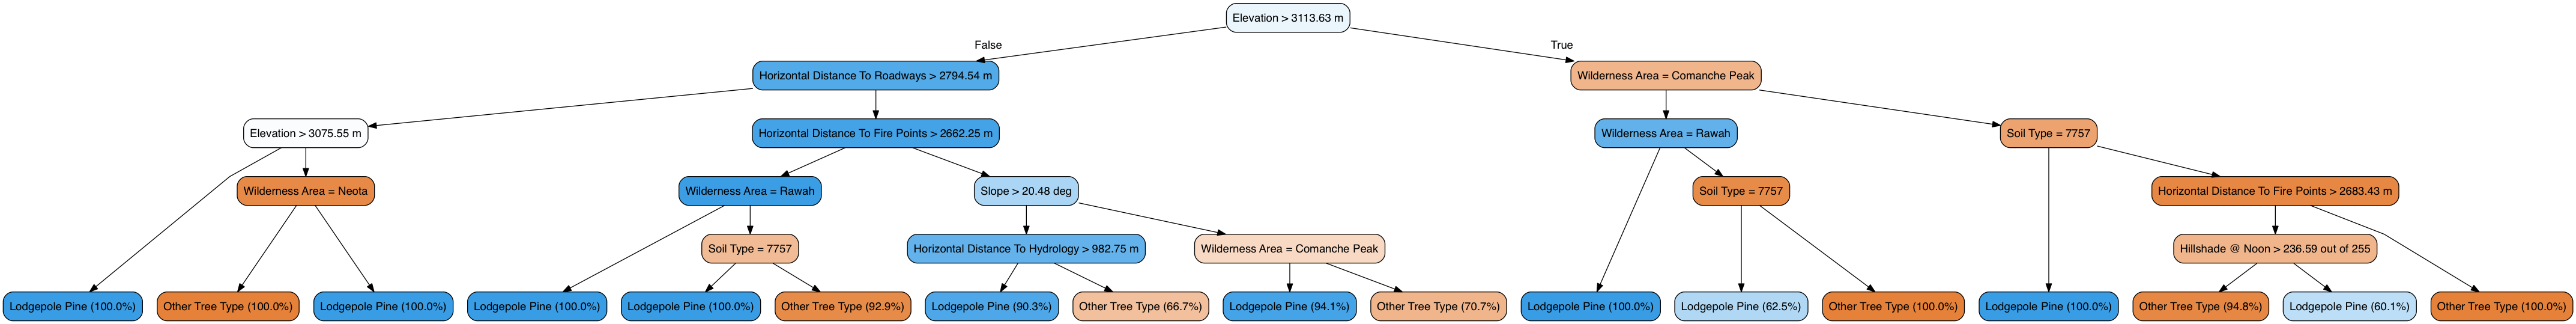 Elevation > 3113.63 m
False
True
Horizontal Distance To Roadways > 2794.54 m
Wilderness Area = Comanche Peak
Elevation > 3075.55 m
Horizontal Distance To Fire Points > 2662.25 m
Wilderness Area = Rawah
Soil Type = 7757
Wilderness Area = Neota
Wilderness Area = Rawah
Slope > 20.48 deg
Soil Type = 7757
Horizontal Distance To Fire Points > 2683.43 m
Soil Type = 7757
Horizontal Distance To Hydrology > 982.75 m
Wilderness Area = Comanche Peak
Hillshade @ Noon > 236.59 out of 255
Lodgepole Pine (100.0%)
Other Tree Type (100.0%)
Lodgepole Pine (100.0%)
Lodgepole Pine (100.0%)
Lodgepole Pine (100.0%)
Other Tree Type (92.9%)
Lodgepole Pine (90.3%)
Other Tree Type (66.7%)
Lodgepole Pine (94.1%)
Other Tree Type (70.7%)
Lodgepole Pine (100.0%)
Lodgepole Pine (62.5%)
Other Tree Type (100.0%)
Lodgepole Pine (100.0%)
Other Tree Type (94.8%)
Lodgepole Pine (60.1%)
Other Tree Type (100.0%)